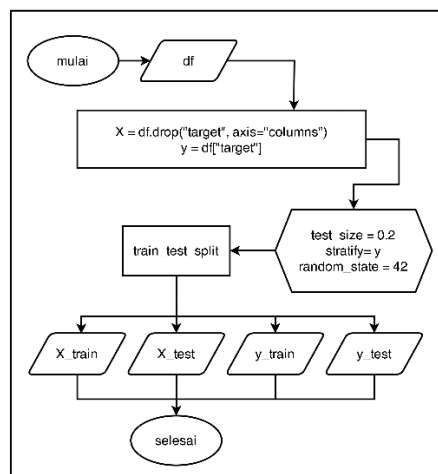 mulai
df
X = df.drop("target", axis="columns")
y = df["target"]
test_size = 0.2
stratify= y
random_state = 42
train_test_split
X_train
X_test
y_train
y_test
selesai